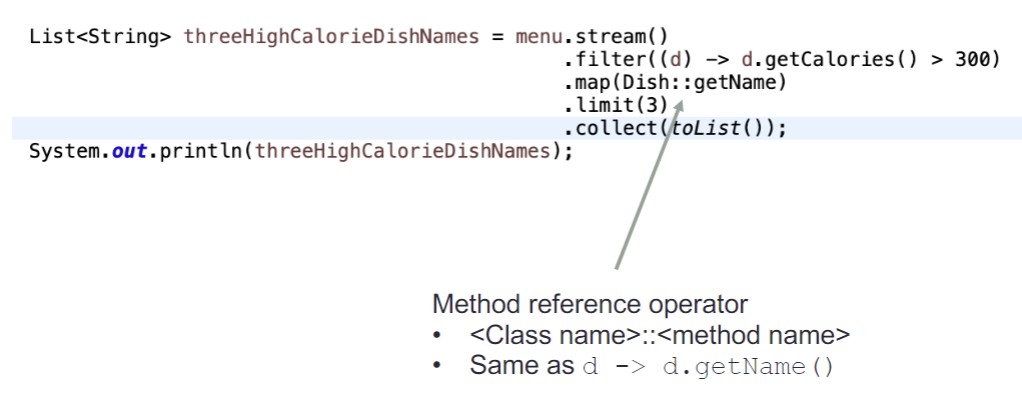 List<String> threeHighCalorieDishNames = menu.stream()
.filter((d) -> d.getCalories() > 300)
.map(Dish::getName)
.limit(3)
.collect(toList());
System.out.println(threeHighCalorieDishNames);
Method reference operator
• <Class name>::<method name>
• Same as d -> d.getName()